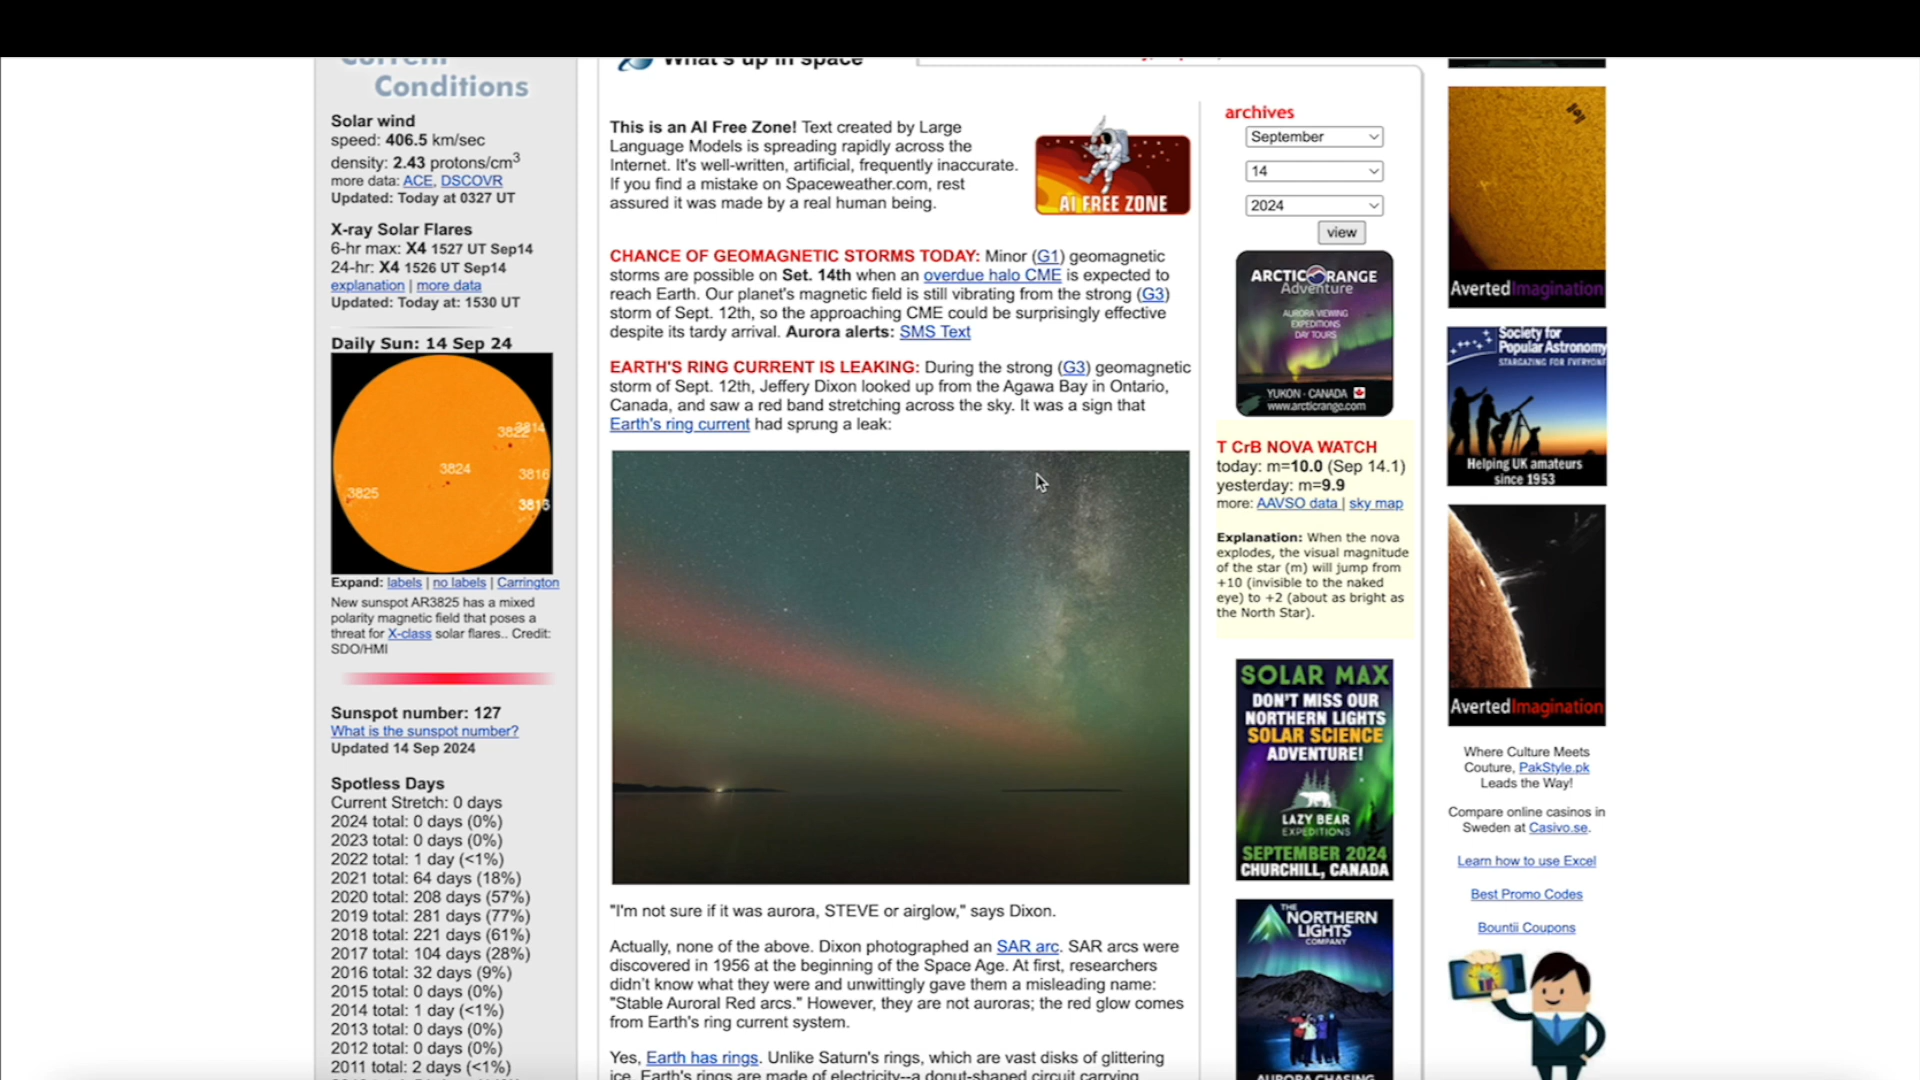 Current
Conditions
Solar wind
speed: 406.5 km/sec
density: 2.43 protons/cm3
more data: ACE, DSCOVR
Updated: Today at 0327 UT
X-ray Solar Flares
6-hr max: X4 1527 UT Sep14
24-hr: X4 1526 UT Sep14
explanation | more data
Updated: Today at: 1530 UT
Daily Sun: 14 Sep 24
3822
3814
3824
3816
3825
Expand: labels | no labels | Carrington
New sunspot AR3825 has a mixed
polarity magnetic field that poses a
threat for X-class solar flares.. Credit:
SDO/HMI
Sunspot number: 127
What is the sunspot number?
Updated 14 Sep 2024
Spotless Days
Current Stretch: 0 days
2024 total: 0 days (0%)
2023 total: 0 days (0%)
2022 total: 1 day (<1%)
2021 total: 64 days (18%)
2020 total: 208 days (57%)
2019 total: 281 days (77%)
2018 total: 221 days (61%)
2017 total: 104 days (28%)
2016 total: 32 days (9%)
2015 total: 0 days (0%)
2014 total: 1 day (<1%)
2013 total: 0 days (0%)
2012 total: 0 days (0%)
2011 total: 2 days (<1%)
What's up in space
This is an AI Free Zone! Text created by Large
Language Models is spreading rapidly across the
Internet. It's well-written, artificial, frequently inaccurate.
If you find a mistake on Spaceweather.com, rest
assured it was made by a real human being.
AI FREE ZONE
CHANCE OF GEOMAGNETIC STORMS TODAY: Minor (G1) geomagnetic
storms are possible on Set. 14th when an overdue halo CME is expected to
reach Earth. Our planet's magnetic field is still vibrating from the strong (G3)
storm of Sept. 12th, so the approaching CME could be surprisingly effective
despite its tardy arrival. Aurora alerts: SMS Text
EARTH'S RING CURRENT IS LEAKING: During the strong (G3) geomagnetic
storm of Sept. 12th, Jeffery Dixon looked up from the Agawa Bay in Ontario,
Canada, and saw a red band stretching across the sky. It was a sign that
Earth's ring current had sprung a leak:
"I'm not sure if it was aurora, STEVE or airglow," says Dixon.
Actually, none of the above. Dixon photographed an SAR arc. SAR arcs were
discovered in 1956 at the beginning of the Space Age. At first, researchers
didn't know what they were and unwittingly gave them a misleading name:
"Stable Auroral Red arcs." However, they are not auroras; the red glow comes
from Earth's ring current system.
Yes, Earth has rings. Unlike Saturn's rings, which are vast disks of glittering
ice, Earth's rings are made of electricity--a donut-shaped circuit carrying
archives
September
14
2024
view
ARCTIC RANGE
Adventure
AURORA VIEWING
EXPEDITIONS
DAY TOURS
YUKON - CANADA
www.arcticrange.com
T CrB NOVA WATCH
today: m=10.0 (Sep 14.1)
yesterday: m=9.9
more: AAVSO data | sky map
Explanation: When the nova
explodes, the visual magnitude
of the star (m) will jump from
+10 (invisible to the naked
eye) to +2 (about as bright as
the North Star).
SOLAR MAX
DON'T MISS OUR
NORTHERN LIGHTS
SOLAR SCIENCE
ADVENTURE!
LAZY BEAR
EXPEDITIONS
SEPTEMBER 2024
CHURCHILL, CANADA
THE
NORTHERN
LIGHTS
COMPANY
AURORA CHASING
AvertedImagination
Society for
Popular Astronomy
STARGAZING FOR EVERYONE
Helping UK amateurs
since 1953
AvertedImagination
Where Culture Meets
Couture, PakStyle.pk
Leads the Way!
Compare online casinos in
Sweden at Casivo.se.
Learn how to use Excel
Best Promo Codes
Bountii Coupons